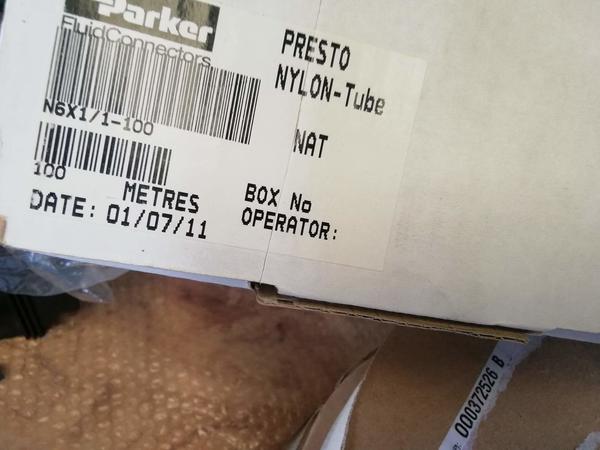 Parker
FluidConnectors
PRESTO
NYLON-Tube
N6X1/1-100
NAT
100
METRES
BOX No
DATE: 01/07/11
OPERATOR:
000372526 B